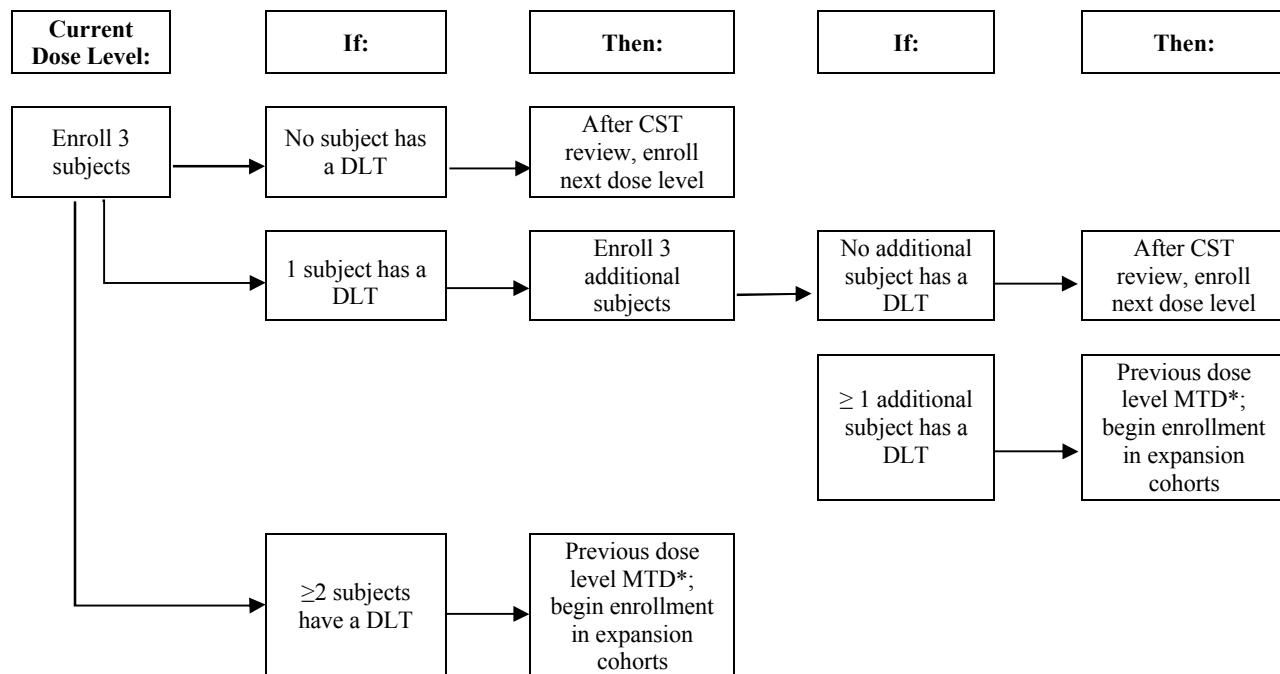 Current
Dose Level:
If:
Then:
If:
Then:
Enroll 3
subjects
No subject has
a DLT
After CST
review, enroll
next dose level
1 subject has a
DLT
Enroll 3
additional
subjects
No additional
subject has a
DLT
After CST
review, enroll
next dose level
≥ 1 additional
subject has a
DLT
Previous dose
level MTD*;
begin enrollment
in expansion
cohorts
≥2 subjects
have a DLT
Previous dose
level MTD*;
begin enrollment
in expansion
cohorts